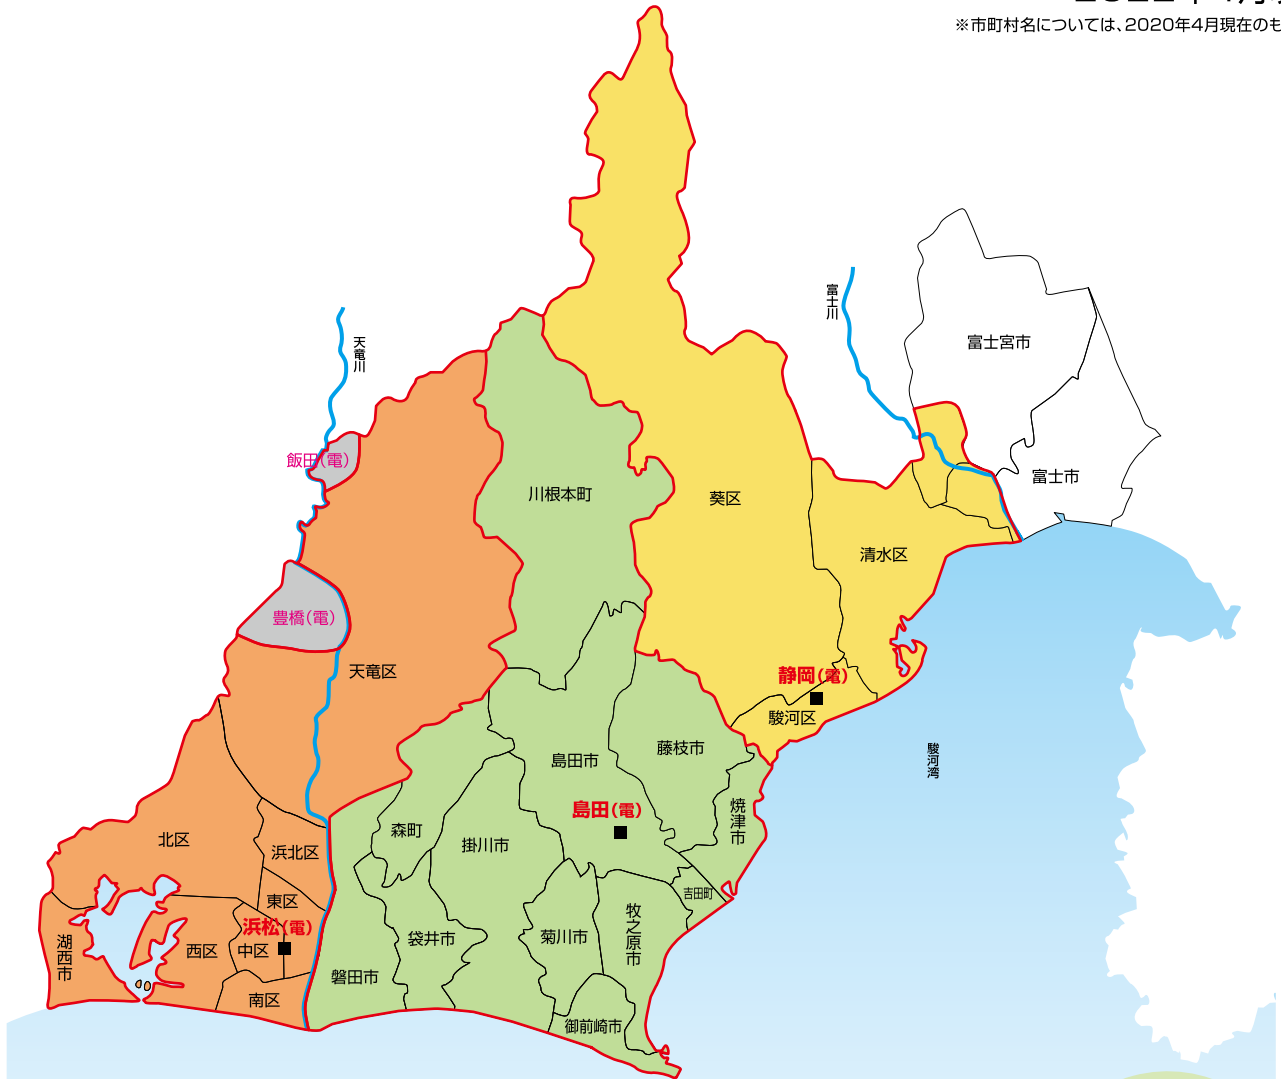 ※市町村名については、2020年4月現在のも
富士川
天竜川
富士宮市
飯田(電)
富士市
川根本町
葵区
清水区
豊橋(電)
天竜区
静岡(電)
駿河区
藤枝市
島田市
駿河湾
島田(電)
焼津市
森町
北区
掛川市
浜北区
吉田町
東区
浜松(電)
牧之原市
湖西市
西区
中区
袋井市
菊川市
磐田市
南区
御前崎市